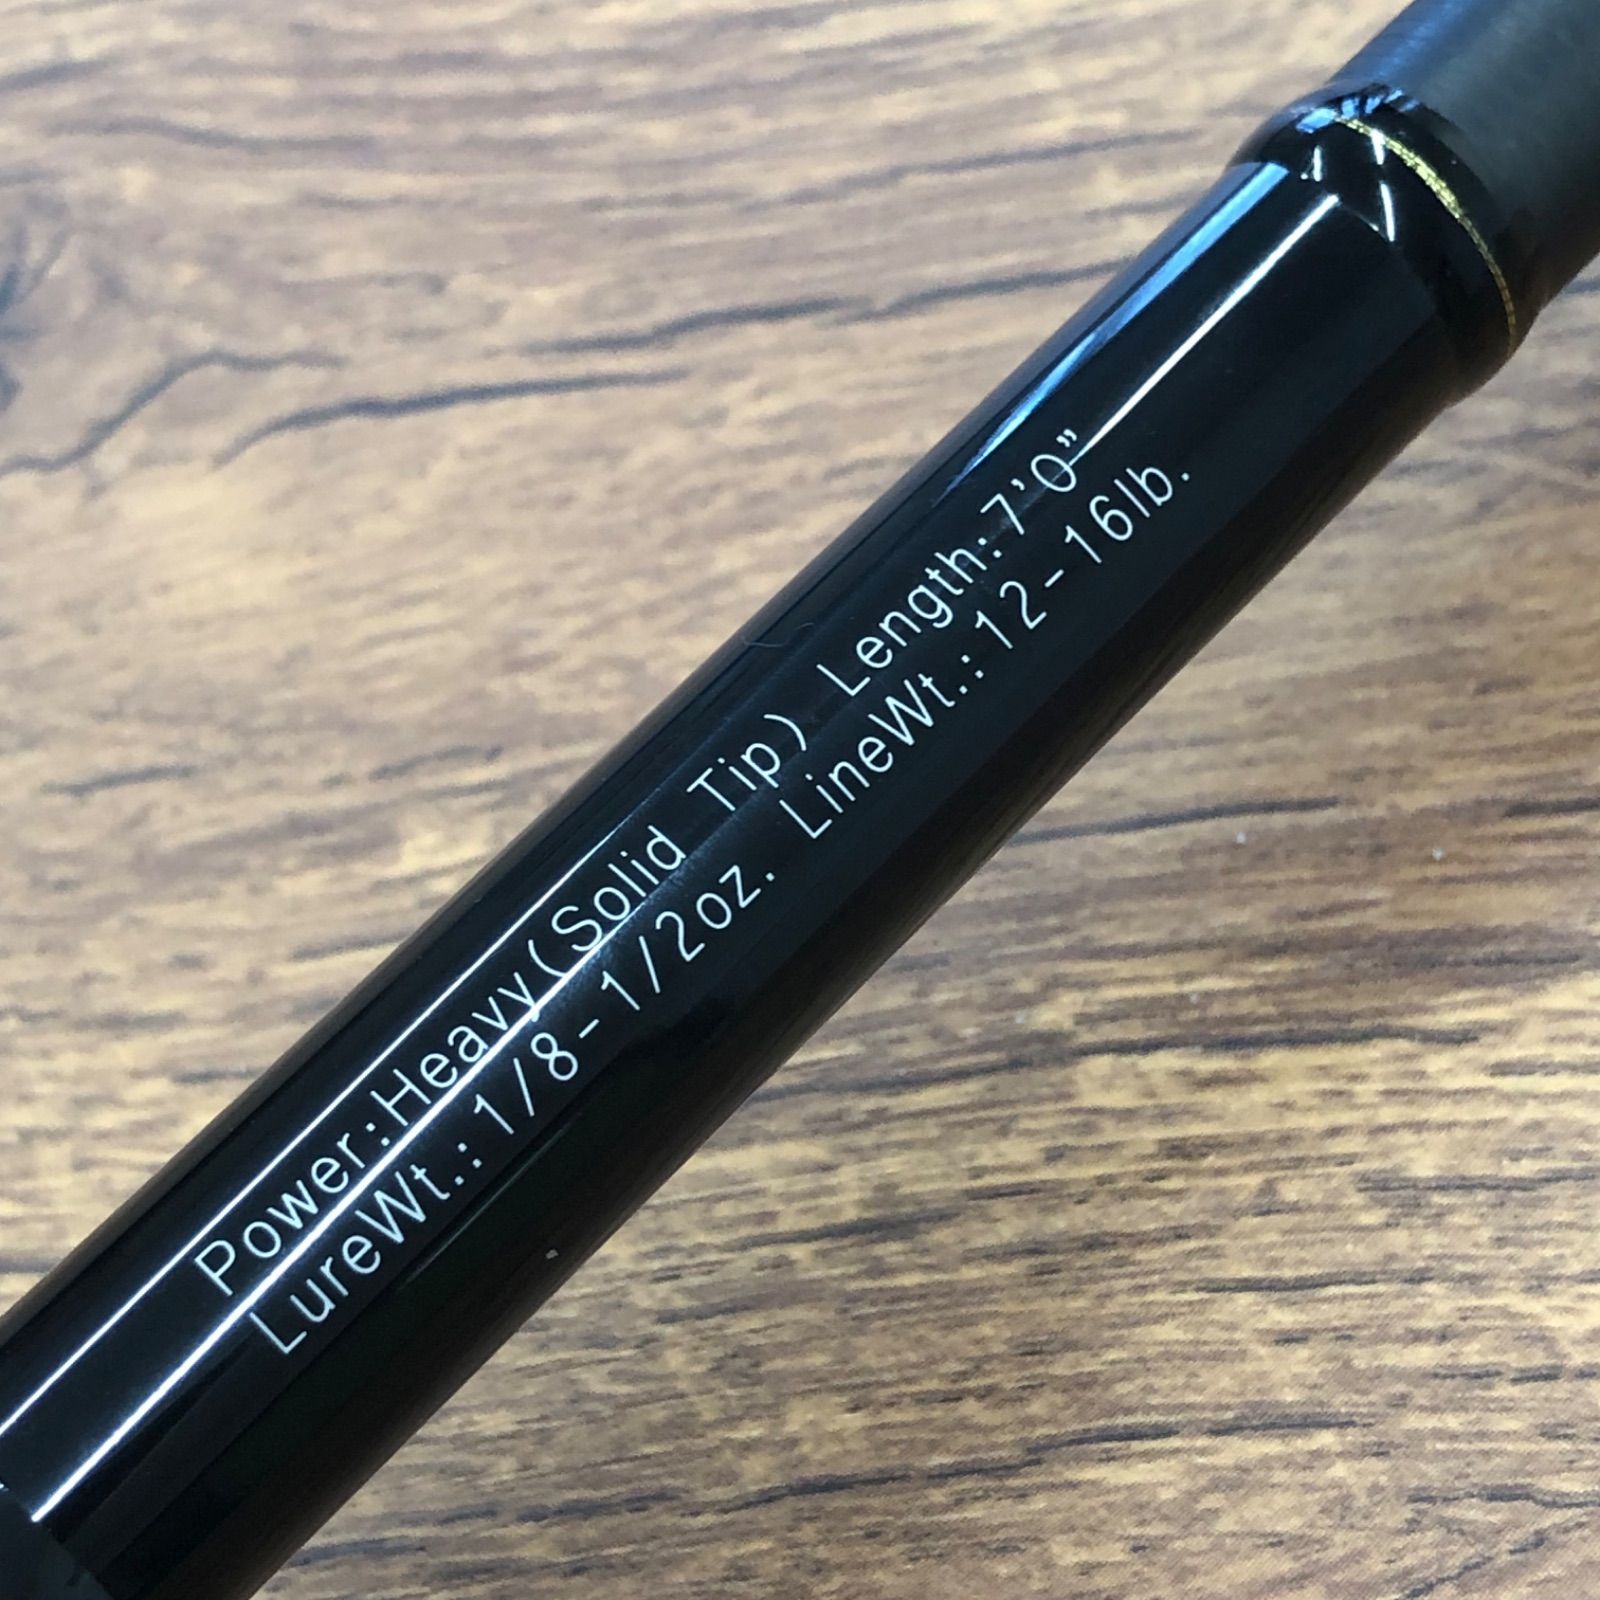 Power:Heavy(Solid Tip) Length:7'0"
LureWt.:1/8-1/2oz. LineWt.:12-16lb.